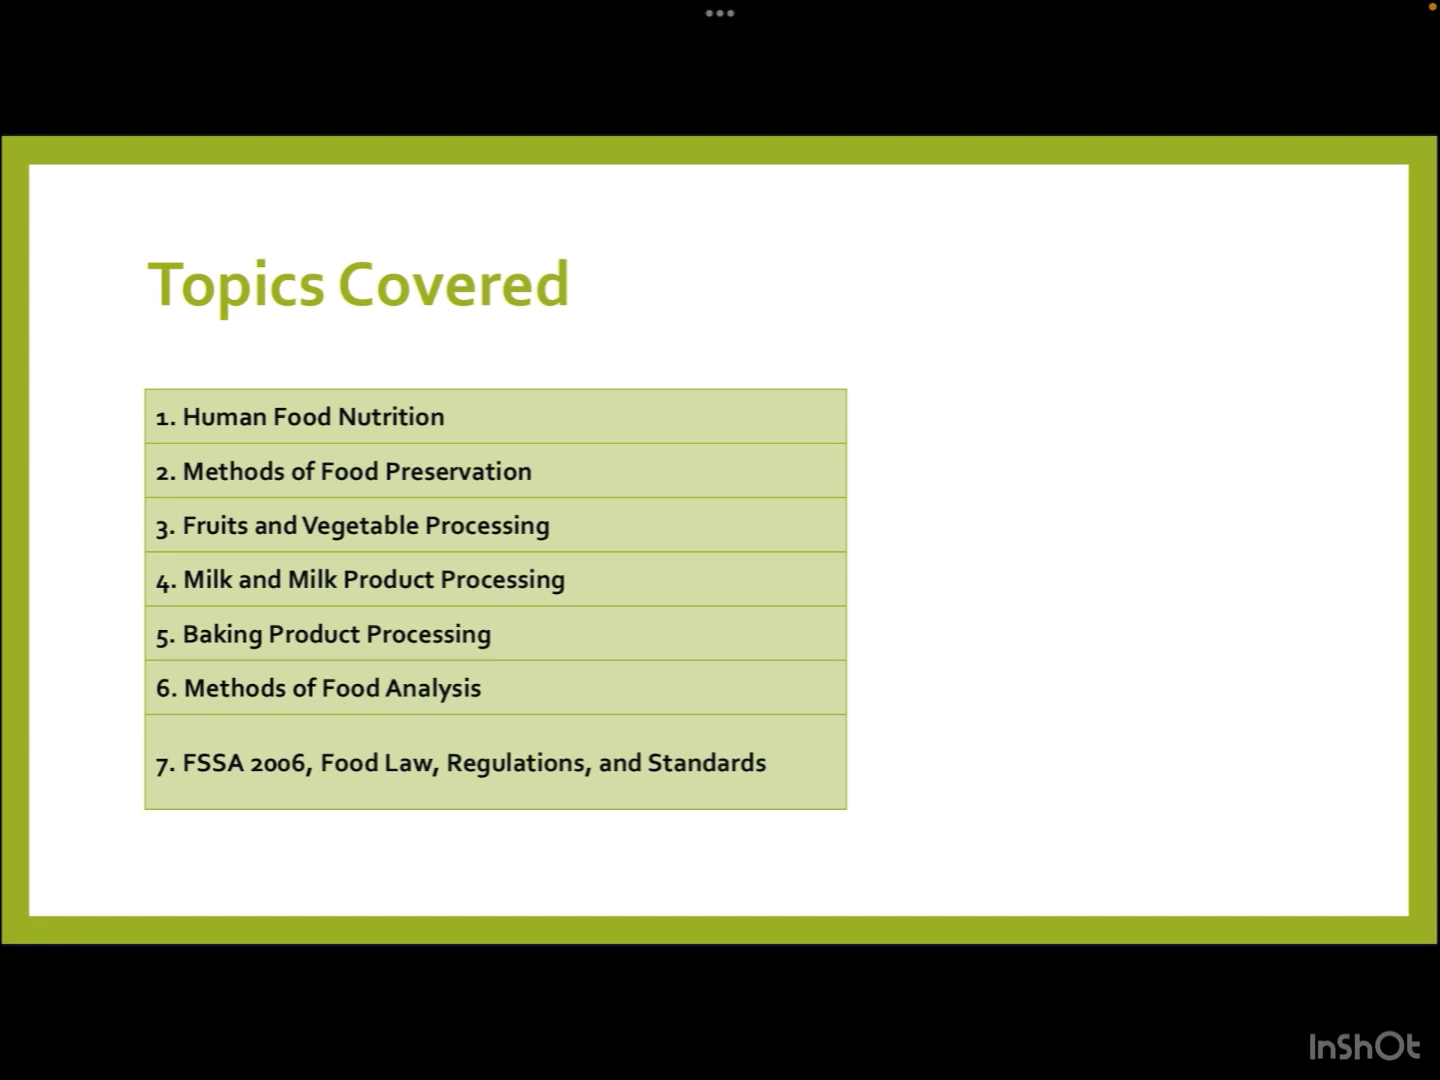 Topics Covered
1. Human Food Nutrition
2. Methods of Food Preservation
3. Fruits and Vegetable Processing
4. Milk and Milk Product Processing
5. Baking Product Processing
6. Methods of Food Analysis
7. FSSA 2006, Food Law, Regulations, and Standards
InShOt